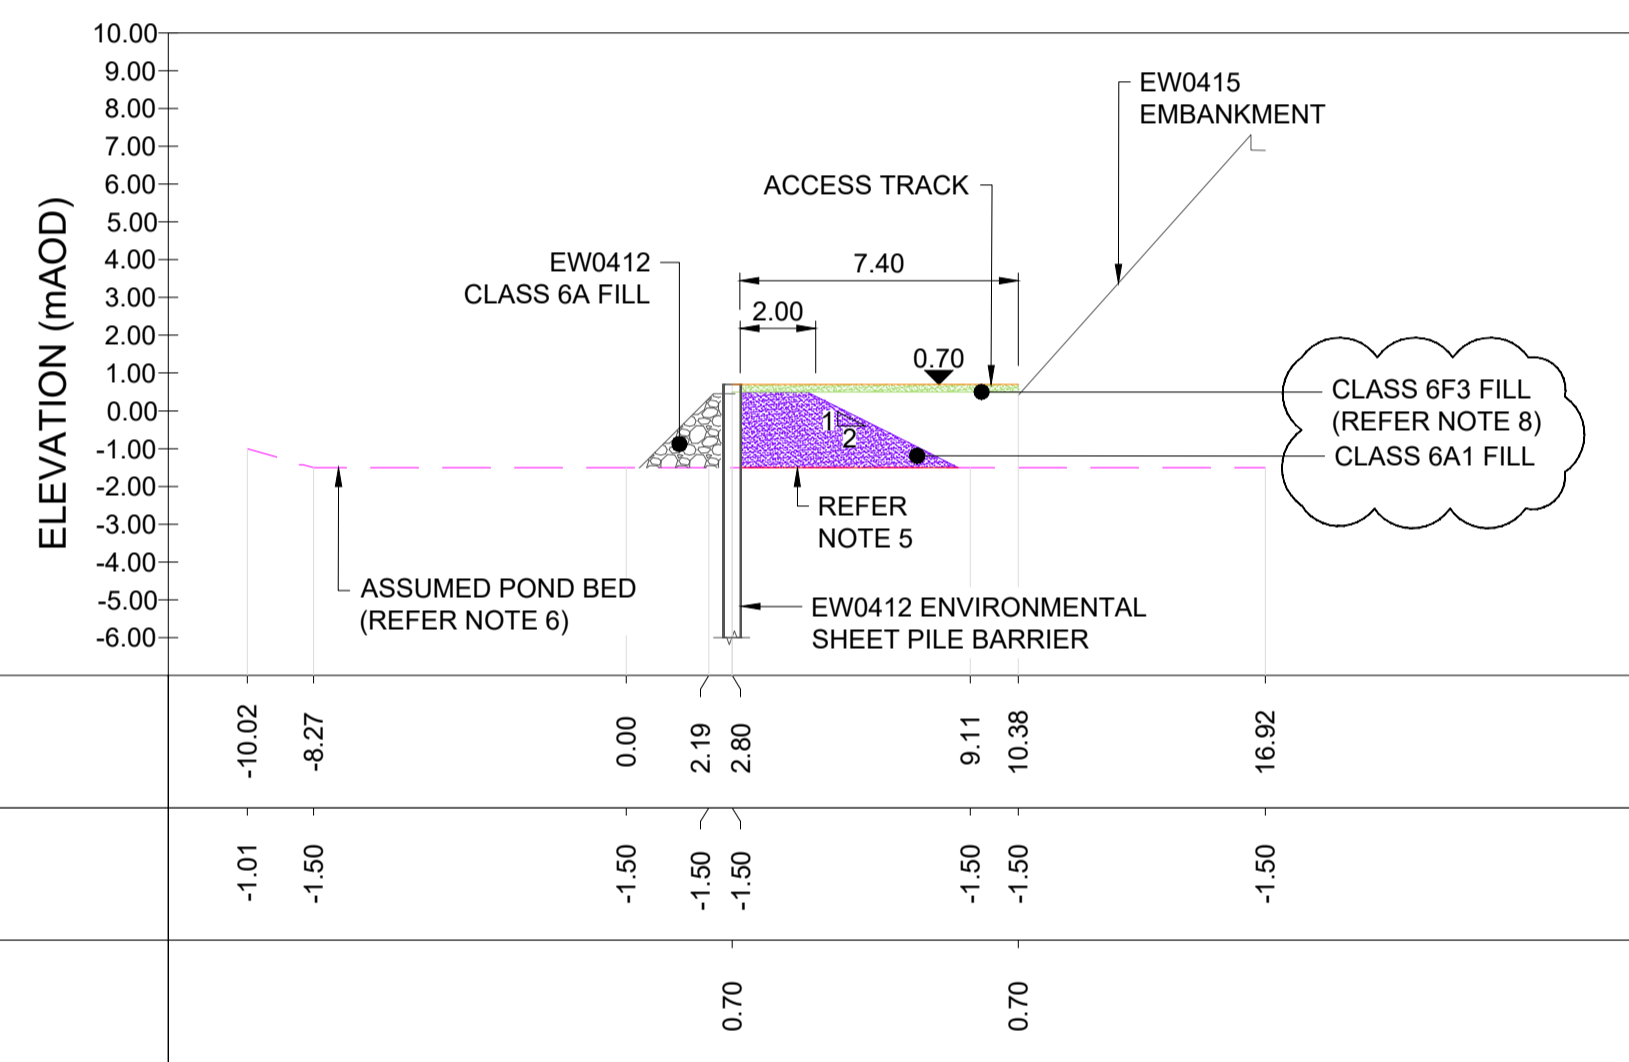 10.00
9.00
8.00
7.00
6.00
5.00
4.00
3.00
2.00
1.00
0.00
-1.00
-2.00
-3.00
-4.00
-5.00
-6.00
ELEVATION (mAOD)
EW0415
EMBANKMENT
ACCESS TRACK
EW0412
CLASS 6A FILL
7.40
2.00
0.70
1
2
CLASS 6F3 FILL
(REFER NOTE 8)
CLASS 6A1 FILL
REFER
NOTE 5
ASSUMED POND BED
(REFER NOTE 6)
EW0412 ENVIRONMENTAL
SHEET PILE BARRIER
-10.02
-8.27
0.00
2.19
2.80
9.11
10.38
16.92
-1.01
-1.50
-1.50
-1.50
-1.50
-1.50
-1.50
-1.50
0.70
0.70